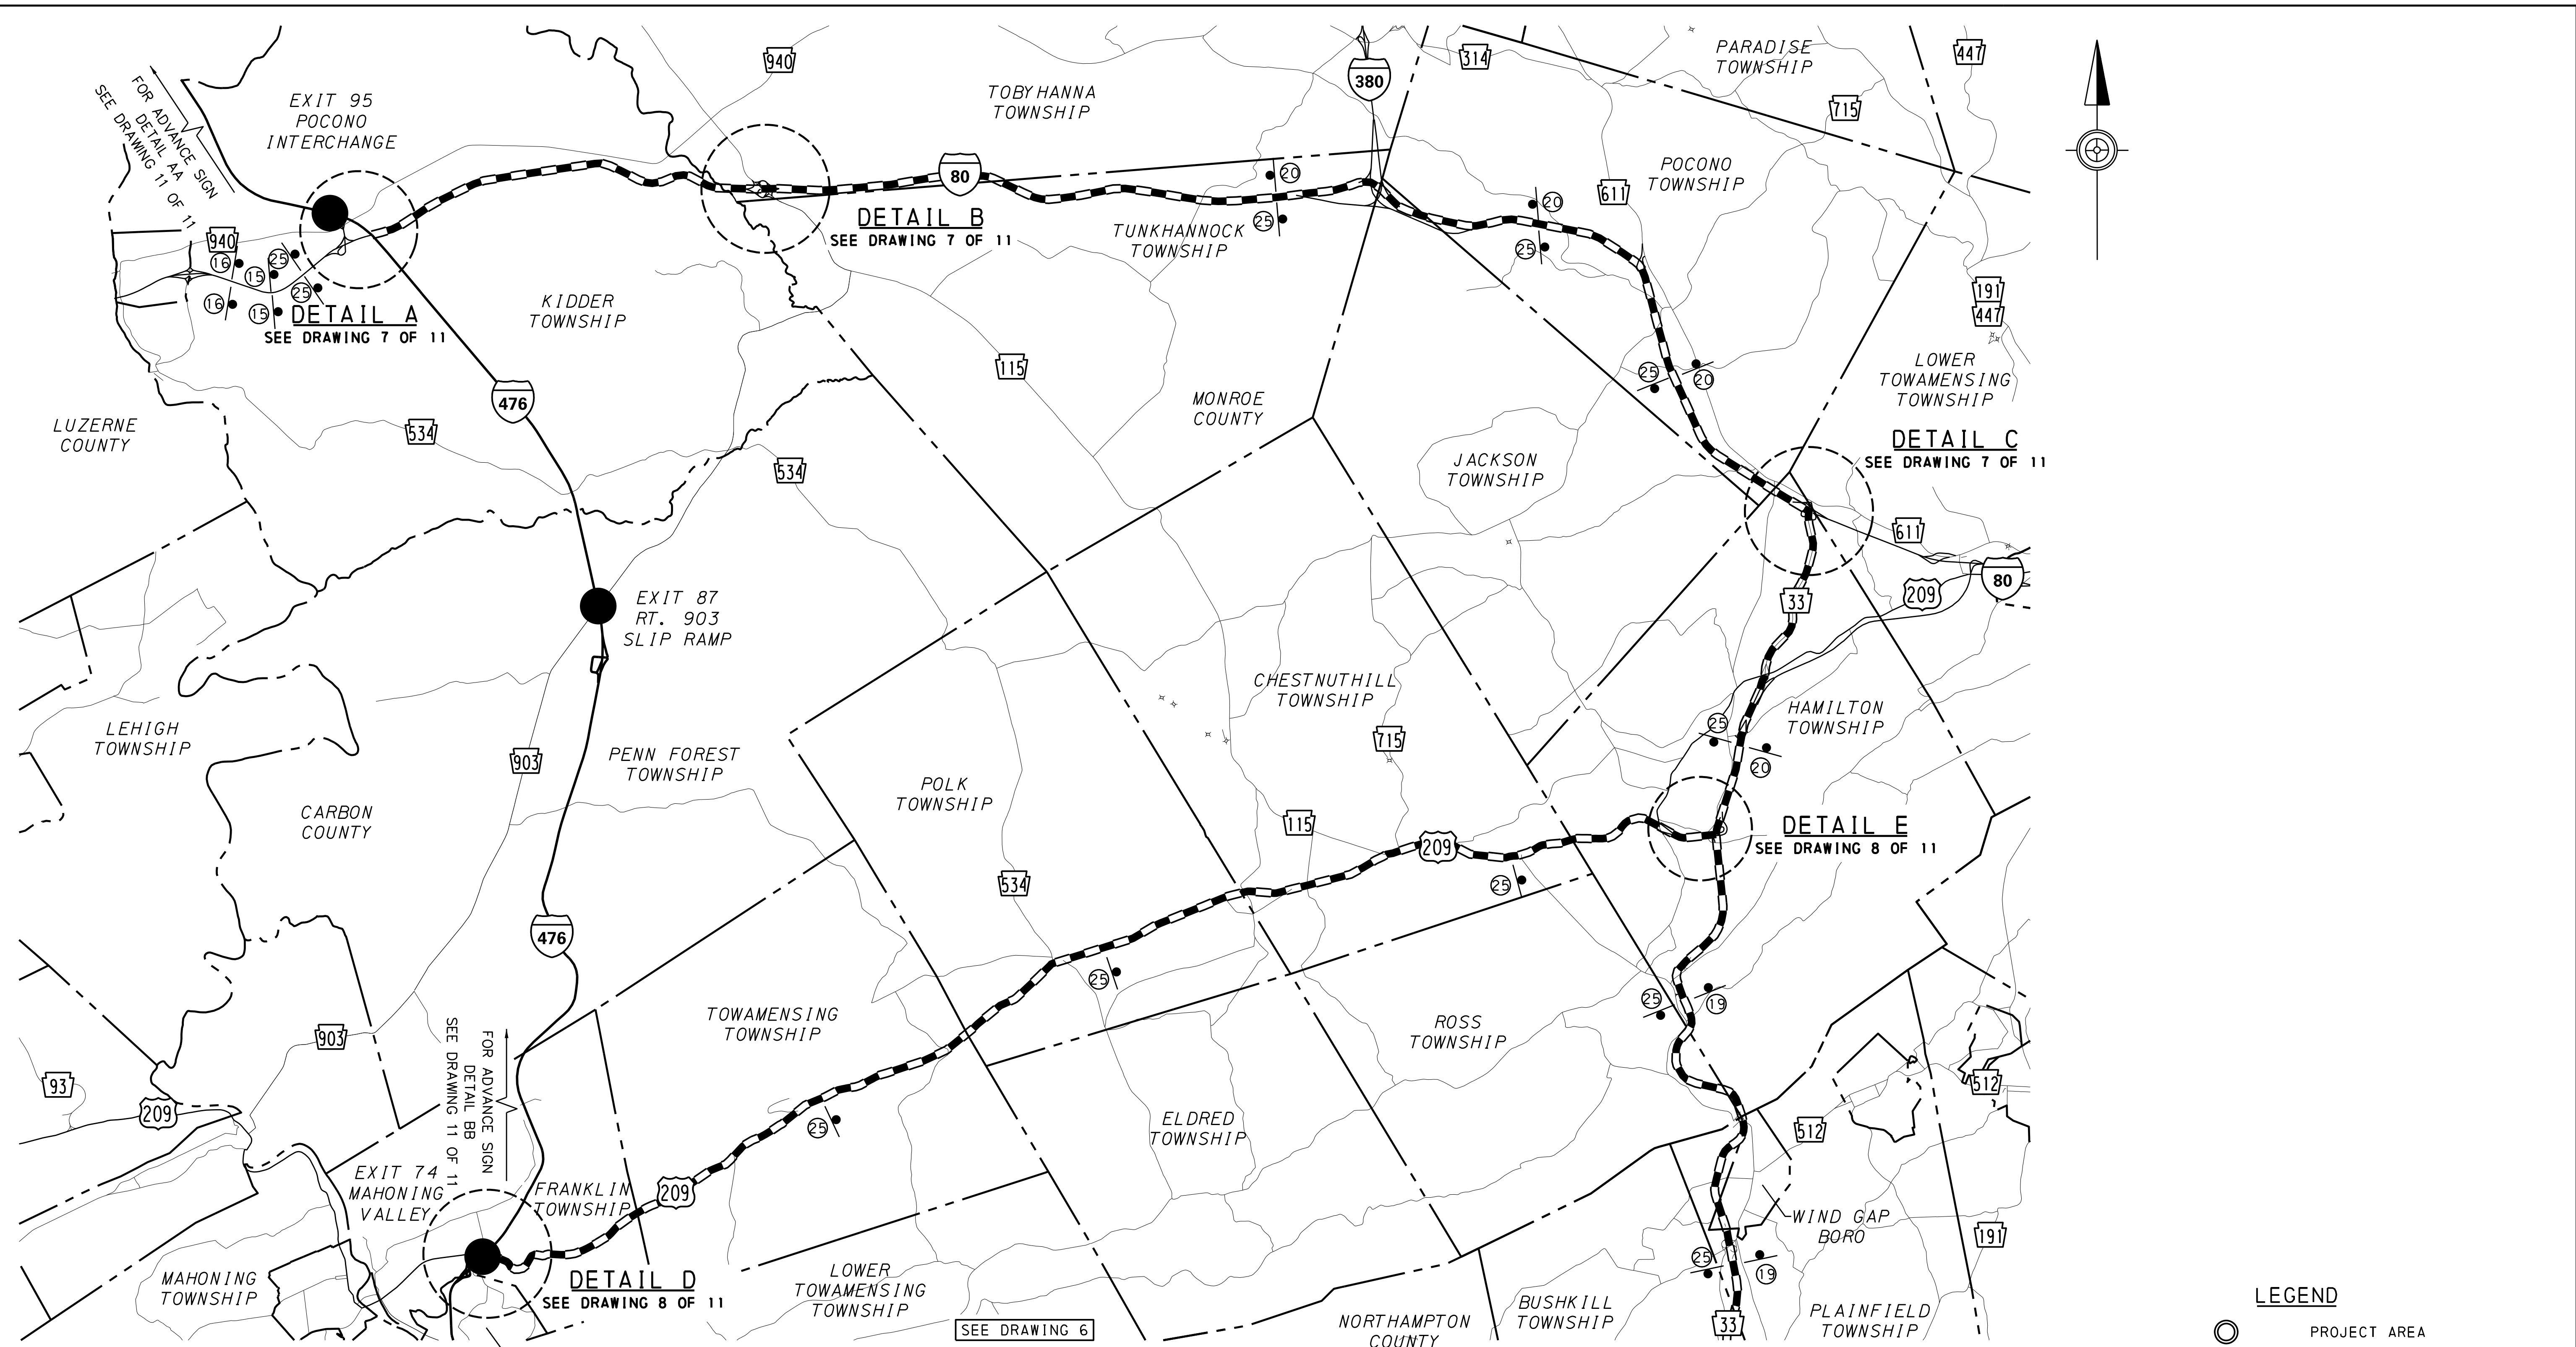 940
380
314
PARADISE
TOWNSHIP
447
FOR ADVANCE SIGN
DETAIL AA
SEE DRAWING 11 OF 11
EXIT 95
POCONO
INTERCHANGE
TOBYHANNA
TOWNSHIP
715
80
20
POCONO
TOWNSHIP
611
20
DETAIL B
SEE DRAWING 7 OF 11
25
TUNKHANNOCK
TOWNSHIP
25
940
16
15
25
16
15
25
DETAIL A
SEE DRAWING 7 OF 11
KIDDER
TOWNSHIP
191
447
115
25
20
LOWER
TOWAMENSING
TOWNSHIP
476
MONROE
COUNTY
LUZERNE
COUNTY
534
534
JACKSON
TOWNSHIP
DETAIL C
SEE DRAWING 7 OF 11
611
80
209
33
EXIT 87
RT. 903
SLIP RAMP
CHESTNUTHILL
TOWNSHIP
HAMILTON
TOWNSHIP
25
20
LEHIGH
TOWNSHIP
903
PENN FOREST
TOWNSHIP
715
POLK
TOWNSHIP
CARBON
COUNTY
115
209
DETAIL E
SEE DRAWING 8 OF 11
534
25
476
25
25
19
903
TOWAMENSING
TOWNSHIP
ROSS
TOWNSHIP
FOR ADVANCE SIGN
DETAIL BB
SEE DRAWING 11 OF 11
93
209
25
ELDRED
TOWNSHIP
512
512
EXIT 74
MAHONING
VALLEY
FRANKLIN
TOWNSHIP
209
WIND GAP
BORO
191
25
19
MAHONING
TOWNSHIP
DETAIL D
SEE DRAWING 8 OF 11
LOWER
TOWAMENSING
TOWNSHIP
SEE DRAWING 6
NORTHAMPTON
COUNTY
BUSHKILL
TOWNSHIP
33
PLAINFIELD
TOWNSHIP
LEGEND
PROJECT AREA